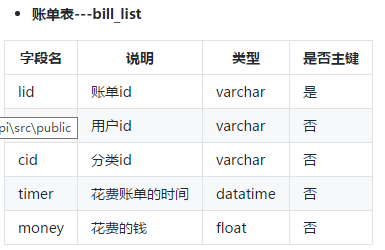 账单表---bill_list
字段名 说明 类型 是否主键
lid 账单id varchar 是
pi\src\public 用户id varchar 否
cid 分类id varchar 否
timer 花费账单的时间 datatime 否
money 花费的钱 float 否